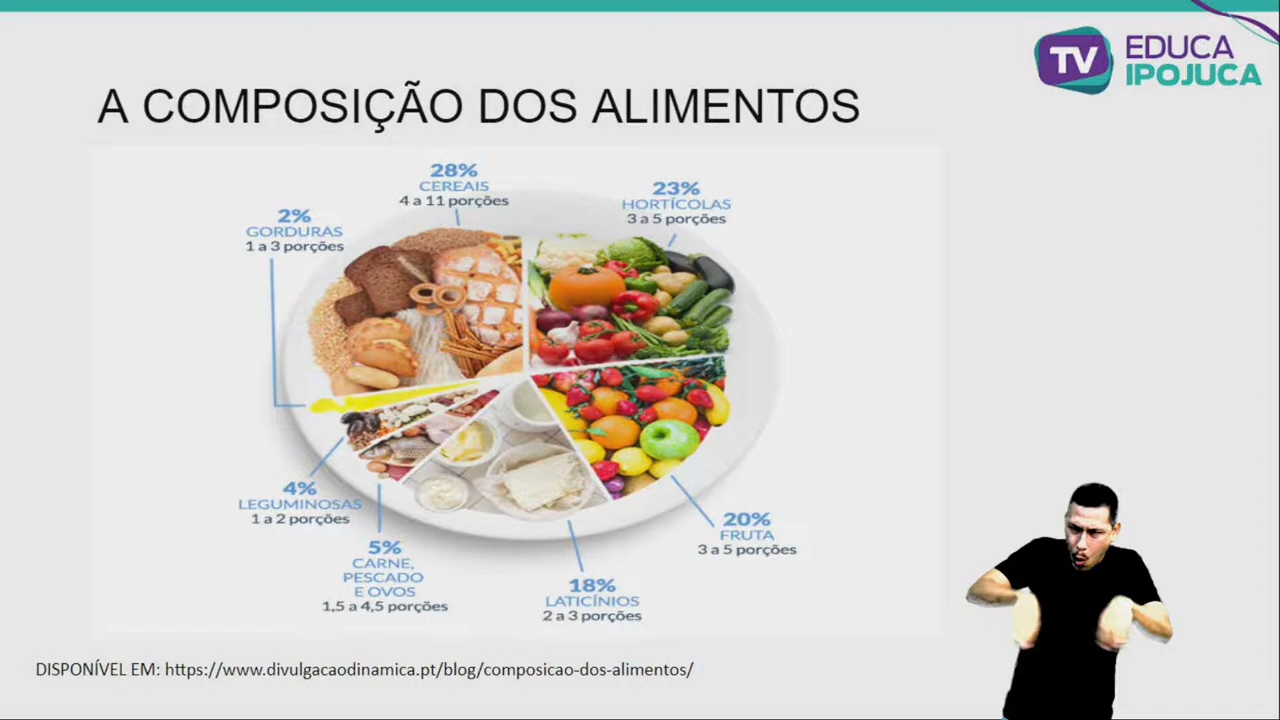 TV EDUCA
IPOJUCA
A COMPOSIÇÃO DOS ALIMENTOS
28%
CEREAIS
4 a 11 porções
23%
HORTÍCOLAS
3 a 5 porções
2%
GORDURAS
1 a 3 porções
4%
LEGUMINOSAS
1 a 2 porções
5%
CARNE,
PESCADO
E OVOS
1,5 a 4,5 porções
18%
LATICÍNIOS
2 a 3 porções
20%
FRUTA
3 a 5 porções
DISPONÍVEL EM: https://www.divulgacaodinamica.pt/blog/composicao-dos-alimentos/